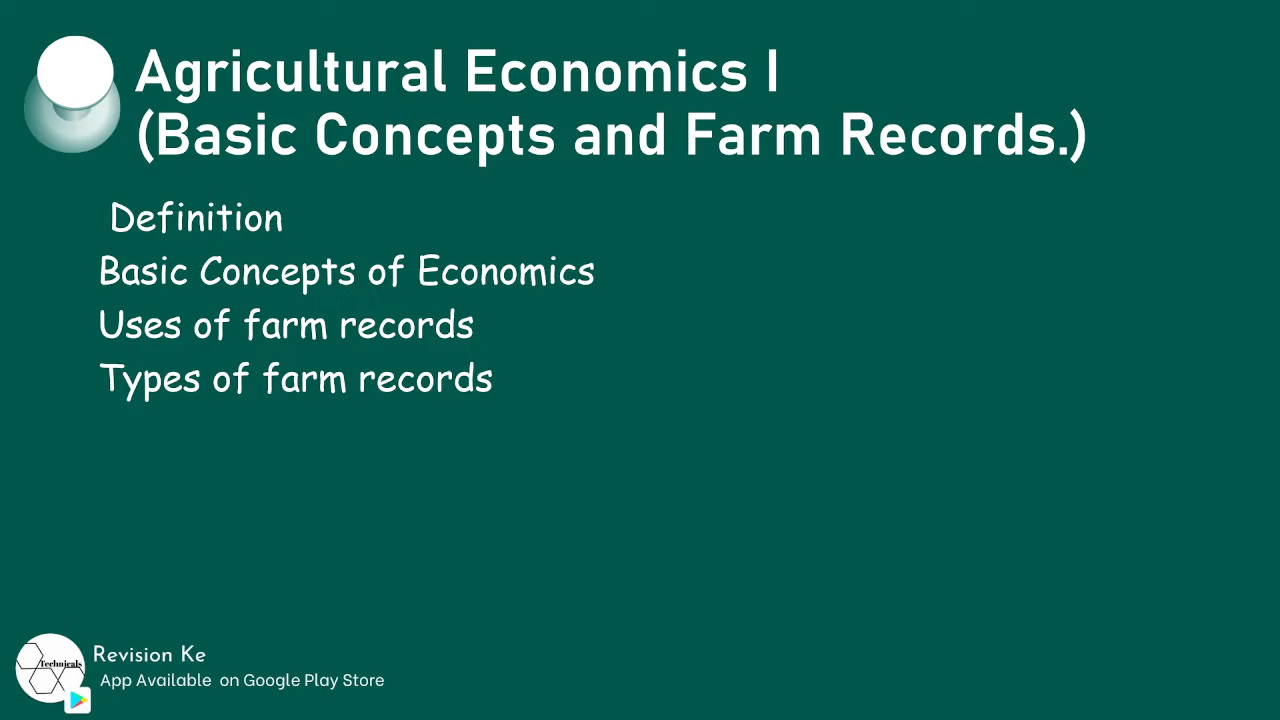 Agricultural Economics I
(Basic Concepts and Farm Records.)
Definition
Basic Concepts of Economics
Uses of farm records
Types of farm records
Technicals
Revision Ke
App Available on Google Play Store